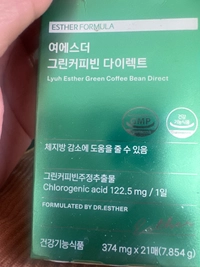 ESTHER FORMULA
여에스더
그린커피빈 다이렉트
Lyuh Esther Green Coffee Bean Direct
GMP
체지방 감소에 도움을 줄 수 있음
그린커피빈주정추출물
Chlorogenic acid 122.5 mg / 1일
FORMULATED BY DR.ESTHER
건강기능식품
374 mg x 21매(7,854 g)